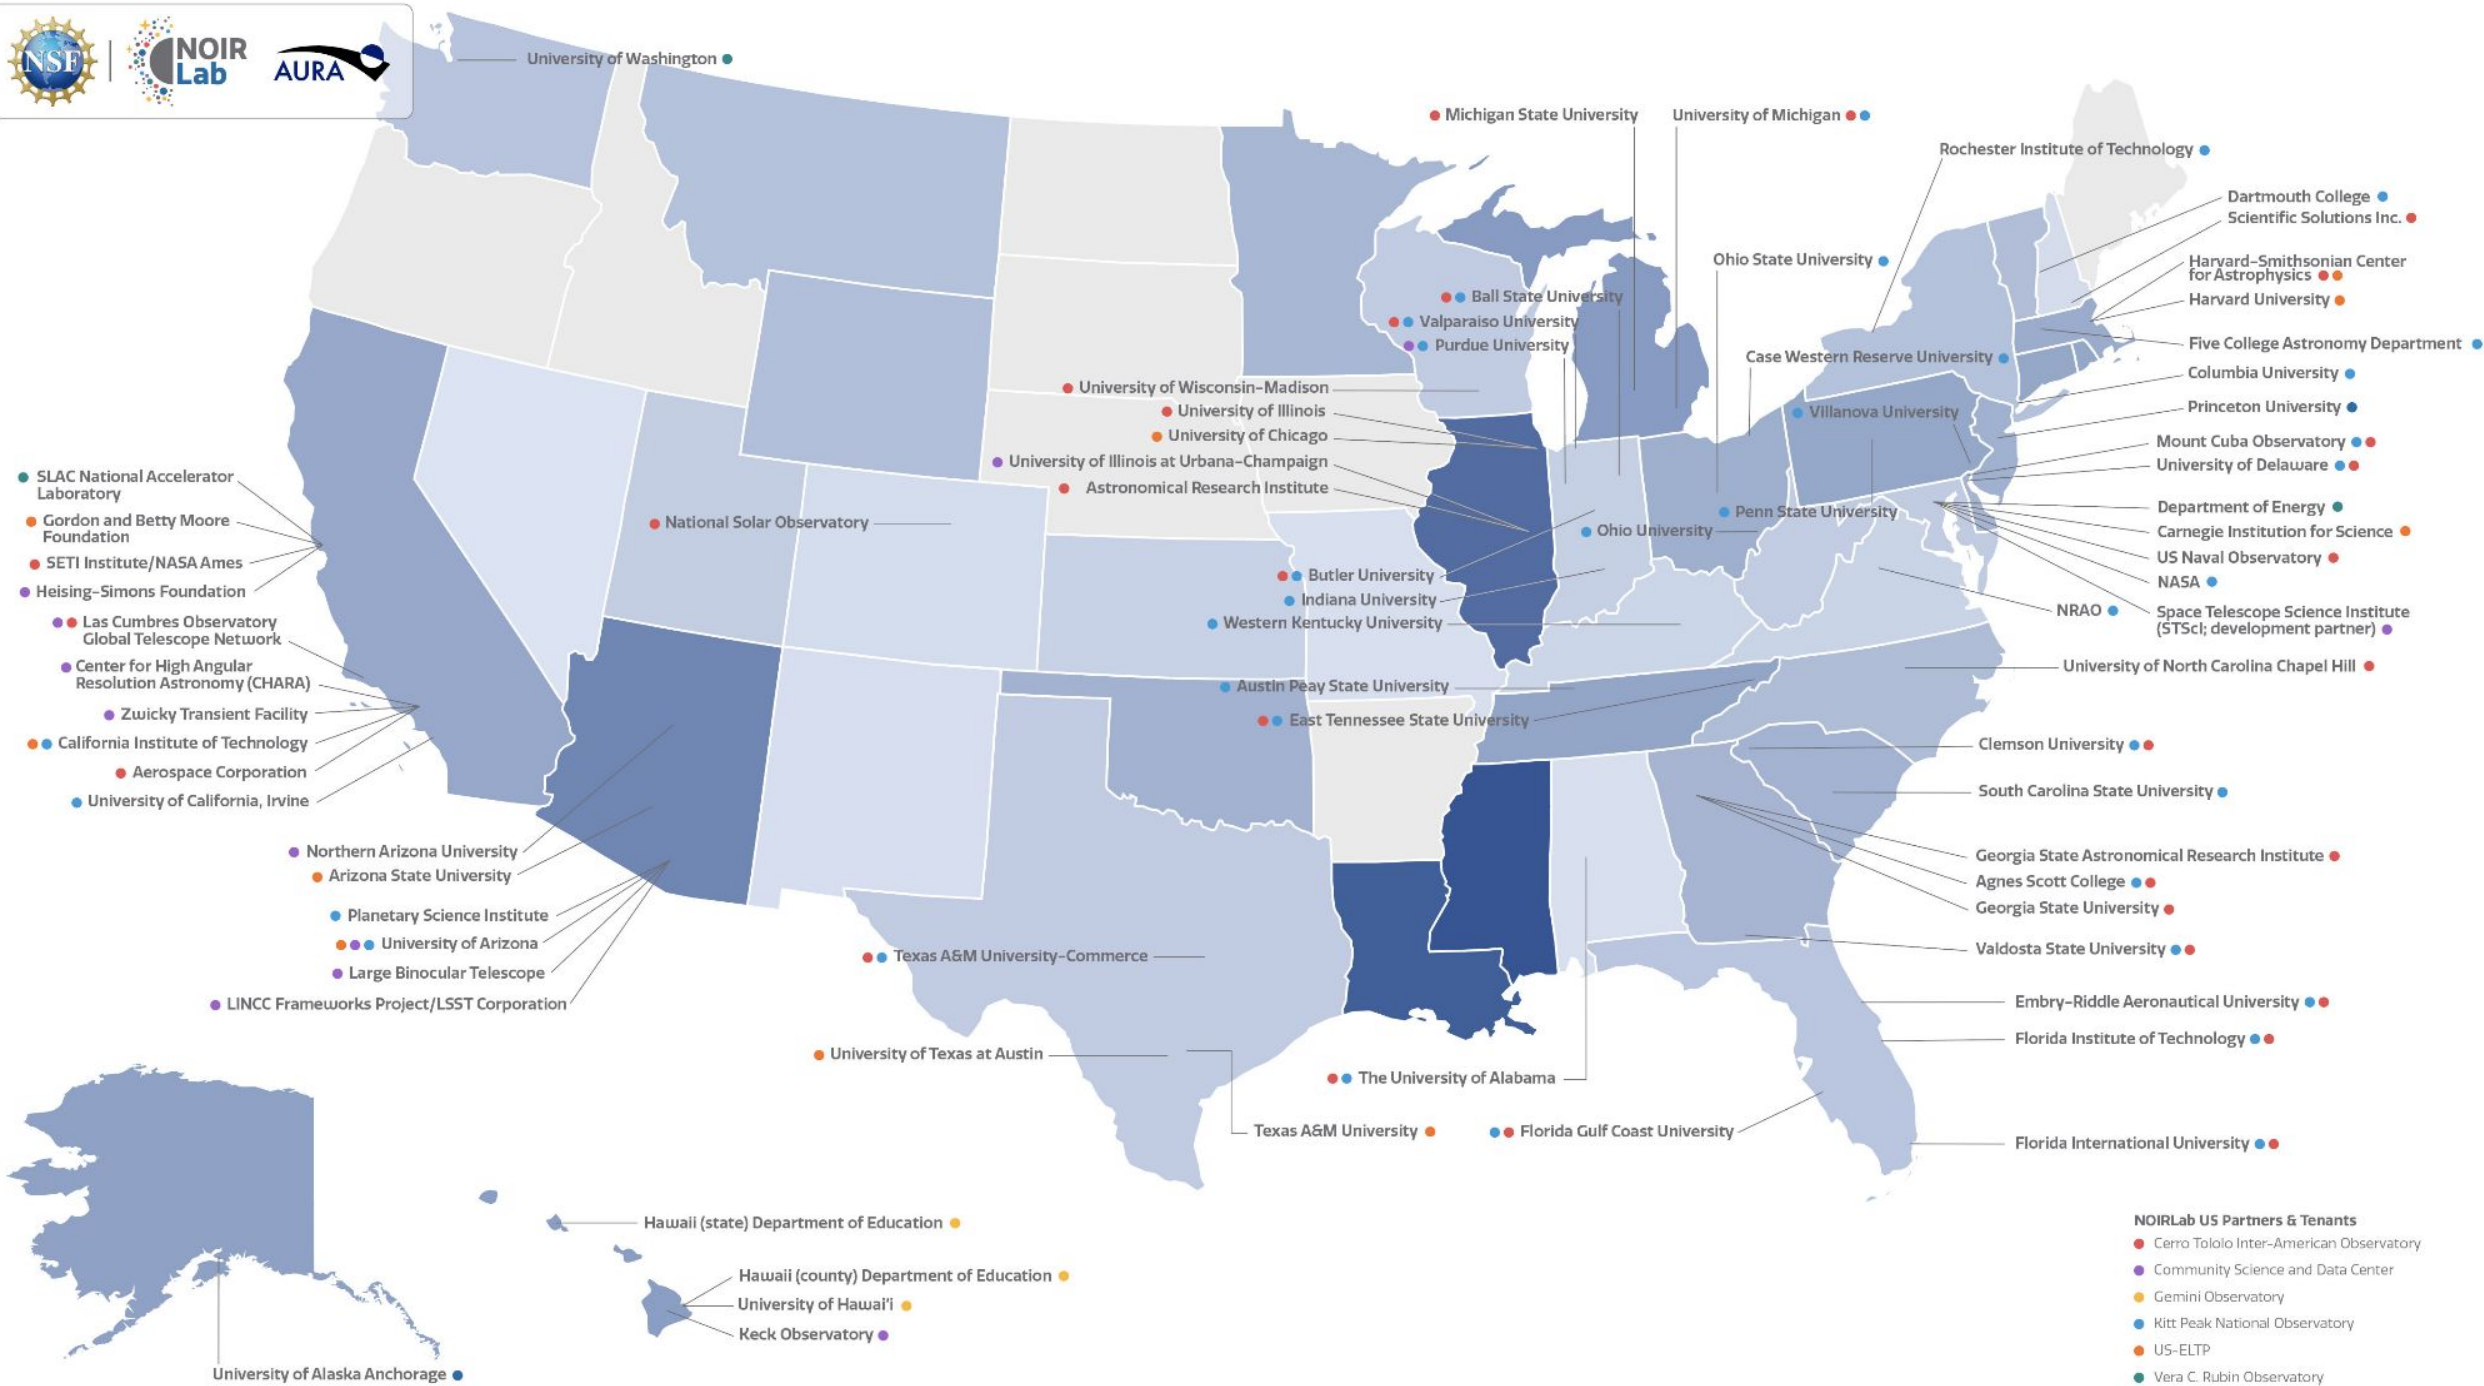 NSF
NOIR
Lab
AURA
University of Washington
Michigan State University
University of Michigan
Rochester Institute of Technology
Dartmouth College
Scientific Solutions Inc.
Ohio State University
Harvard-Smithsonian Center
for Astrophysics
Harvard University
Ball State University
Valparaiso University
Purdue University
Five College Astronomy Department
Case Western Reserve University
Columbia University
University of Wisconsin-Madison
University of Illinois
University of Chicago
University of Illinois at Urbana-Champaign
Astronomical Research Institute
Villanova University
Princeton University
Mount Cuba Observatory
University of Delaware
SLAC National Accelerator
Laboratory
Gordon and Betty Moore
Foundation
SETI Institute/NASA Ames
Heising-Simons Foundation
Las Cumbres Observatory
Global Telescope Network
Center for High Angular
Resolution Astronomy (CHARA)
Zwicky Transient Facility
California Institute of Technology
Aerospace Corporation
University of California, Irvine
National Solar Observatory
Penn State University
Ohio University
Department of Energy
Carnegie Institution for Science
US Naval Observatory
NASA
NRAO
Space Telescope Science Institute
(STScI; development partner)
Butler University
Indiana University
Western Kentucky University
University of North Carolina Chapel Hill
Austin Peay State University
East Tennessee State University
Clemson University
South Carolina State University
Northern Arizona University
Arizona State University
Planetary Science Institute
University of Arizona
Large Binocular Telescope
LINCC Frameworks Project/LSST Corporation
Georgia State Astronomical Research Institute
Agnes Scott College
Georgia State University
Valdosta State University
Texas A&M University-Commerce
Embry-Riddle Aeronautical University
Florida Institute of Technology
University of Texas at Austin
The University of Alabama
Texas A&M University
Florida Gulf Coast University
Florida International University
Hawaii (state) Department of Education
Hawaii (county) Department of Education
University of Hawai'i
Keck Observatory
University of Alaska Anchorage
NOIRLab US Partners & Tenants
Cerro Tololo Inter-American Observatory
Community Science and Data Center
Gemini Observatory
Kitt Peak National Observatory
US-ELTP
Vera C. Rubin Observatory